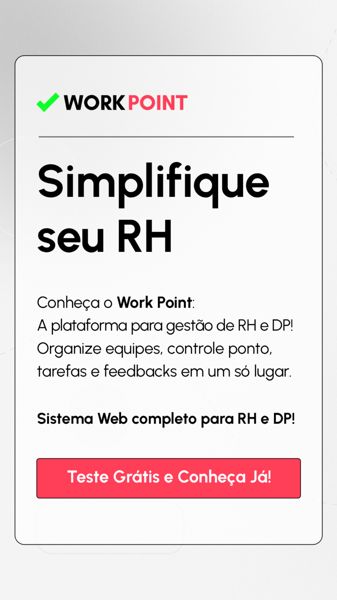 WORK POINT
Simplifique
seu RH
Conheça o Work Point:
A plataforma para gestão de RH e DP!
Organize equipes, controle ponto,
tarefas e feedbacks em um só lugar.
Sistema Web completo para RH e DP!
Teste Grátis e Conheça Já!